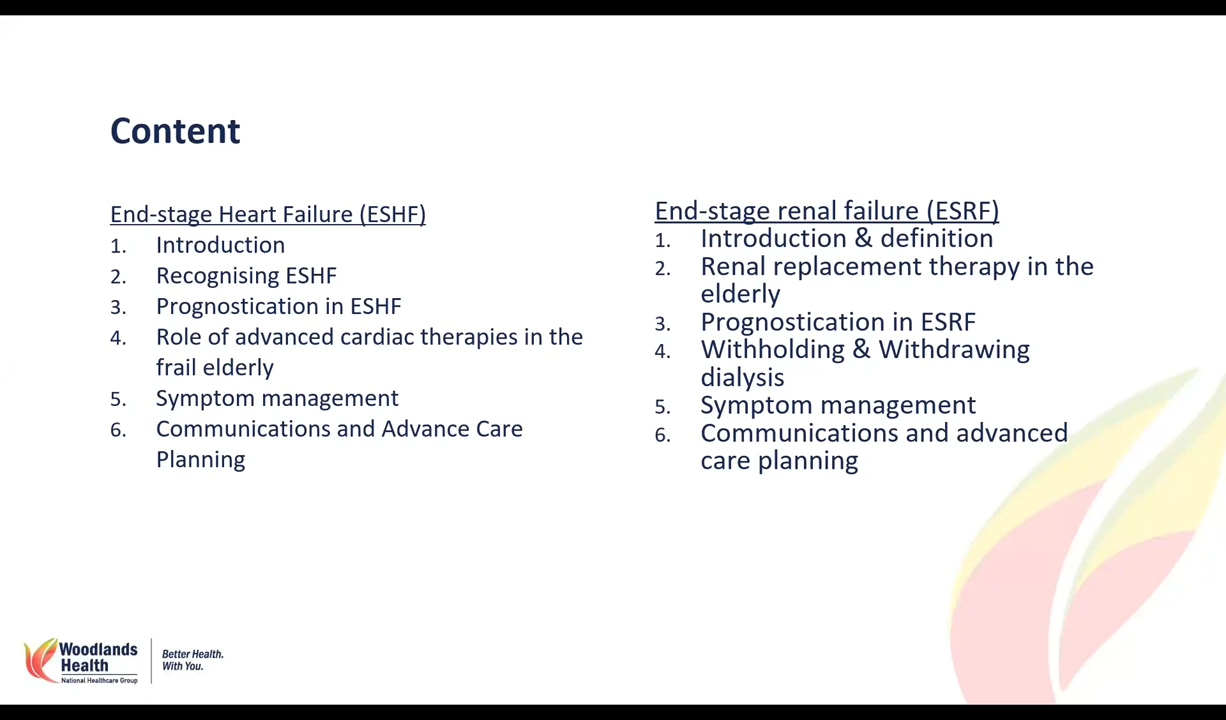 Content
End-stage Heart Failure (ESHF)
1. Introduction
2. Recognising ESHF
3. Prognostication in ESHF
4. Role of advanced cardiac therapies in the
frail elderly
5. Symptom management
6. Communications and Advance Care
Planning
End-stage renal failure (ESRF)
1. Introduction & definition
2. Renal replacement therapy in the
elderly
3. Prognostication in ESRF
4. Withholding & Withdrawing
dialysis
5. Symptom management
6. Communications and advanced
care planning
Woodlands
Health
National Healthcare Group
Better Health.
With You.